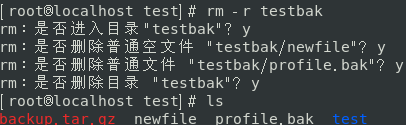 [root@localhost test]# rm -r testbak
rm：是否进入目录"testbak"? y
rm：是否删除普通空文件 "testbak/newfile"? y
rm：是否删除普通文件 "testbak/profile.bak"? y
rm：是否删除目录 "testbak"? y
[root@localhost test]# ls
backup.tar.gz newfile profile.bak test